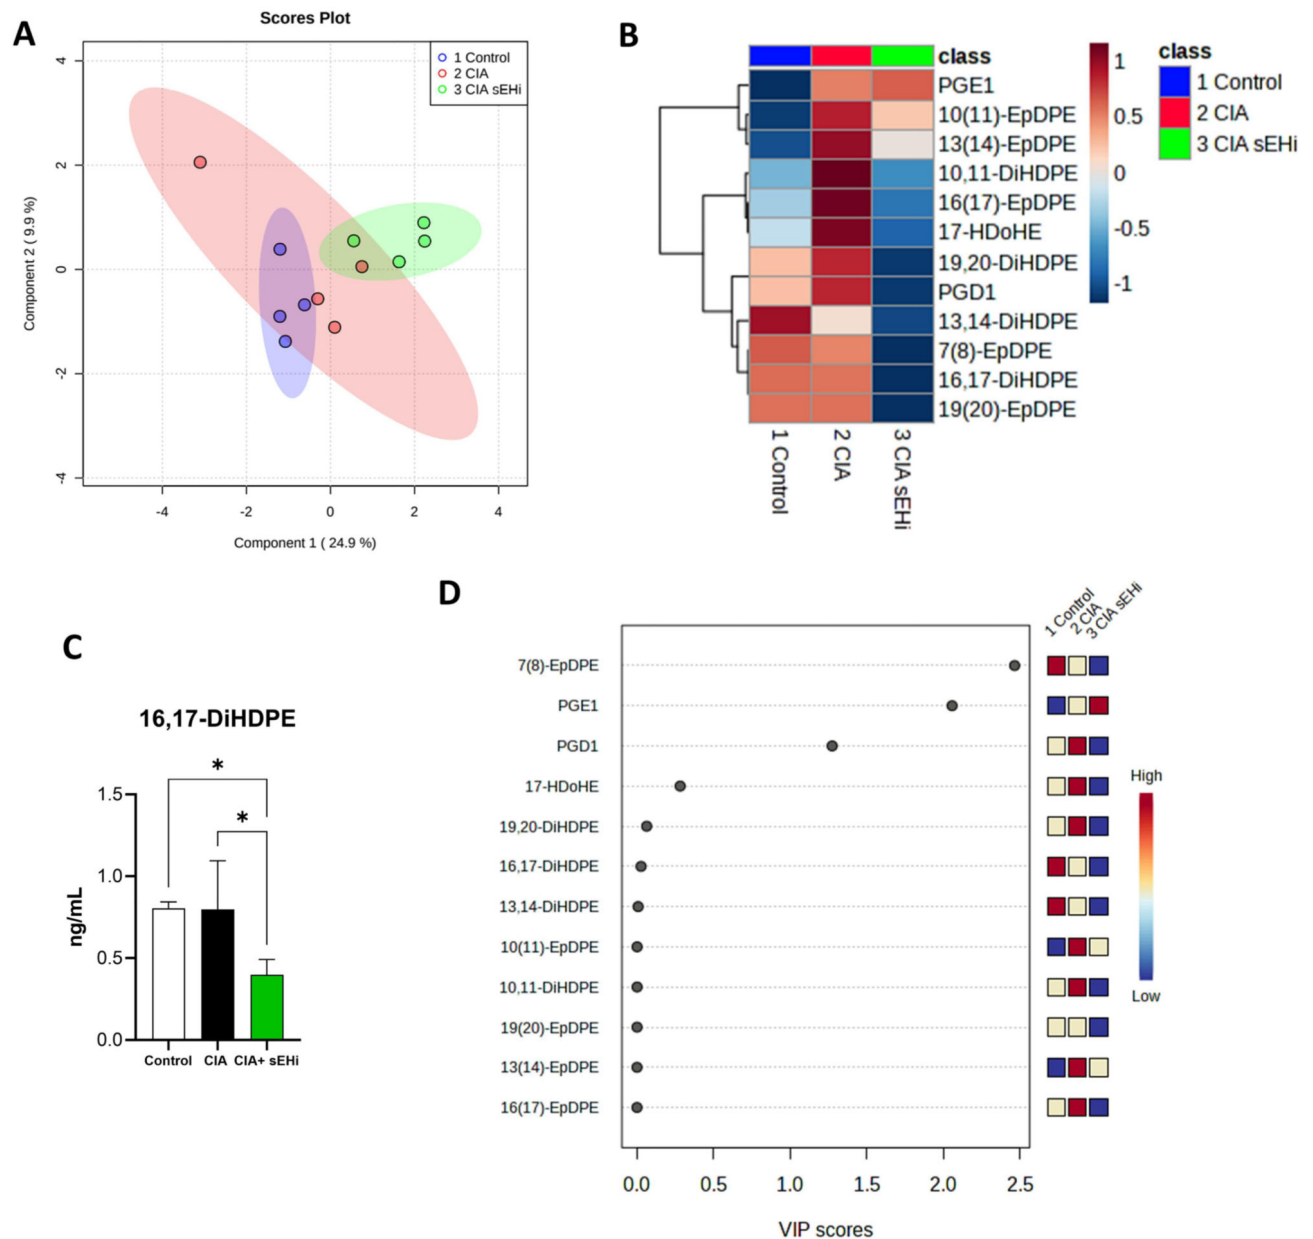 A
Scores Plot
1 Control
2 CIA
3 CIA sEHi
4
2
0
-2
-4
Component 2 ( 9.9 %)
-4
-2
0
2
4
Component 1 ( 24.9 %)
B
class
PGE1
10(11)-EpDPE
13(14)-EpDPE
10,11-DiHDPE
16(17)-EpDPE
17-HDoHE
19,20-DiHDPE
PGD1
13,14-DiHDPE
7(8)-EpDPE
16,17-DiHDPE
19(20)-EpDPE
1 Control
2 CIA
3 CIA sEHi
1
0.5
0
-0.5
-1
class
1 Control
2 CIA
3 CIA sEHi
C
16,17-DiHDPE
*
*
1.5
1.0
0.5
0.0
ng/mL
Control
CIA
CIA+ sEHi
D
1 Control
2 CIA
3 CIA sEHi
7(8)-EpDPE
PGE1
PGD1
17-HDoHE
19,20-DiHDPE
16,17-DiHDPE
13,14-DiHDPE
10(11)-EpDPE
10,11-DiHDPE
19(20)-EpDPE
13(14)-EpDPE
16(17)-EpDPE
High
Low
0.0
0.5
1.0
1.5
2.0
2.5
VIP scores